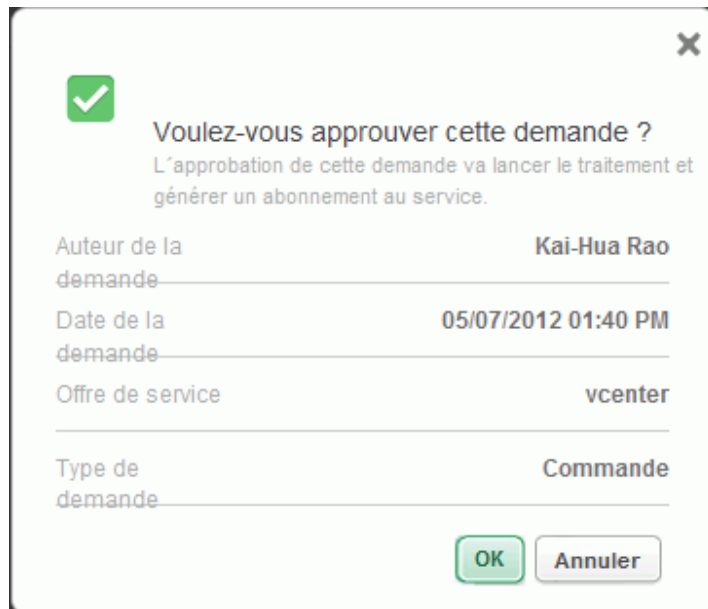 Voulez-vous approuver cette demande ?
L´approbation de cette demande va lancer le traitement et
générer un abonnement au service.
Auteur de la
demande
Kai-Hua Rao
Date de la
demande
05/07/2012 01:40 PM
Offre de service
vcenter
Type de
demande
Commande
OK
Annuler